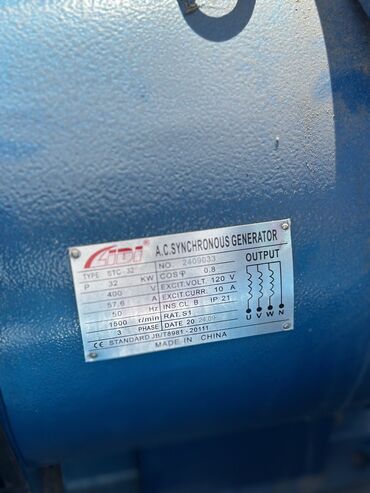 LIDI® A.C.SYNCHRONOUS GENERATOR
TYPE STC-32 NO. 2409033
P 32 KW COSφ 0.8
400 V EXCIT.VOLT. 120 V
57.6 A EXCIT.CURR. 10 A
50 Hz INS.CL B IP 21
1500 r/min RAT. S1
3 PHASE DATE 20 24.09
CE STANDARD JB/T8981-20111
MADE IN CHINA
OUTPUT
U V W N